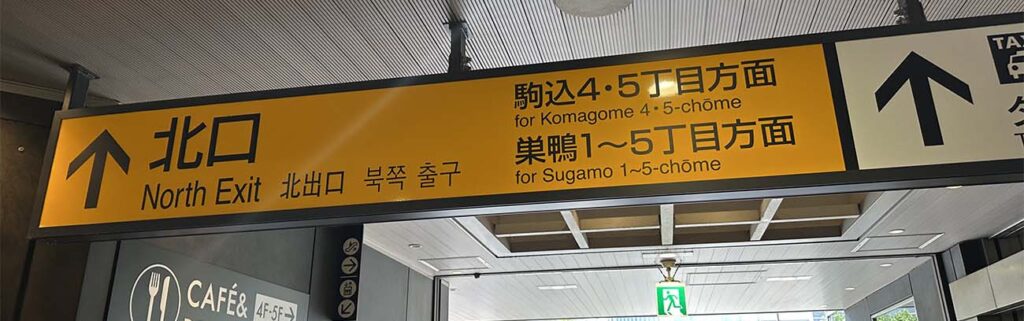 北口
North Exit 北出口 북쪽 출구
駒込4・5丁目方面
for Komagome 4・5-chōme
巣鴨1〜5丁目方面
for Sugamo 1~5-chōme
CAFÉ&
4F-5F→